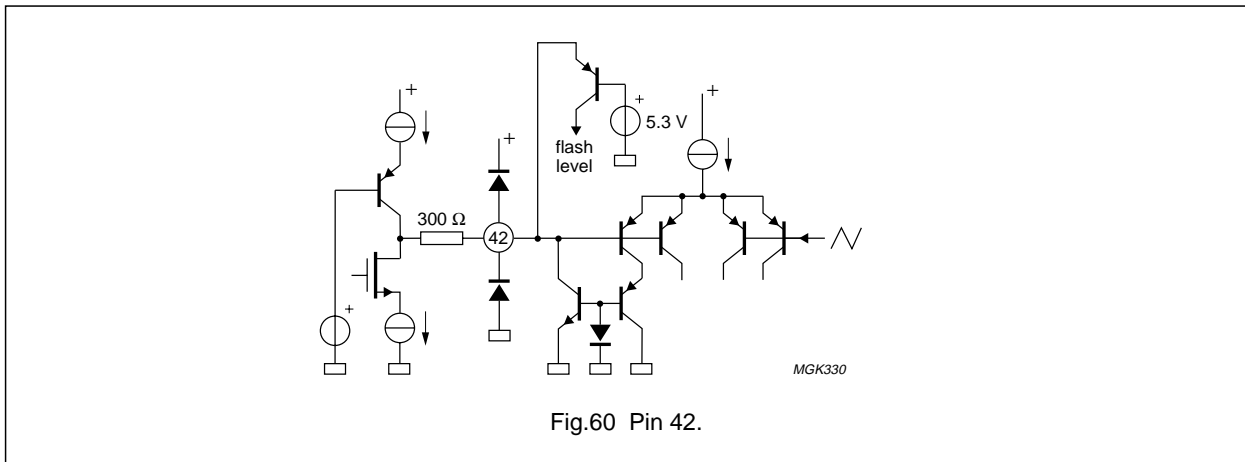 +
+
+
5.3 V
flash
level
+
+
300 Ω
42
+
MGK330
Fig.60 Pin 42.